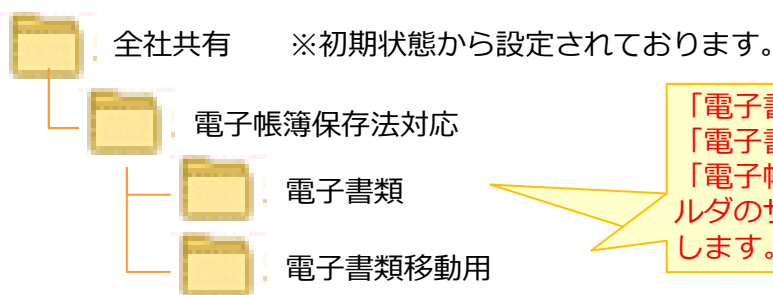 全社共有　　※初期状態から設定されております。
電子帳簿保存法対応
「電子書
「電子書
「電子帳
ルダのサ
します。
電子書類
電子書類移動用